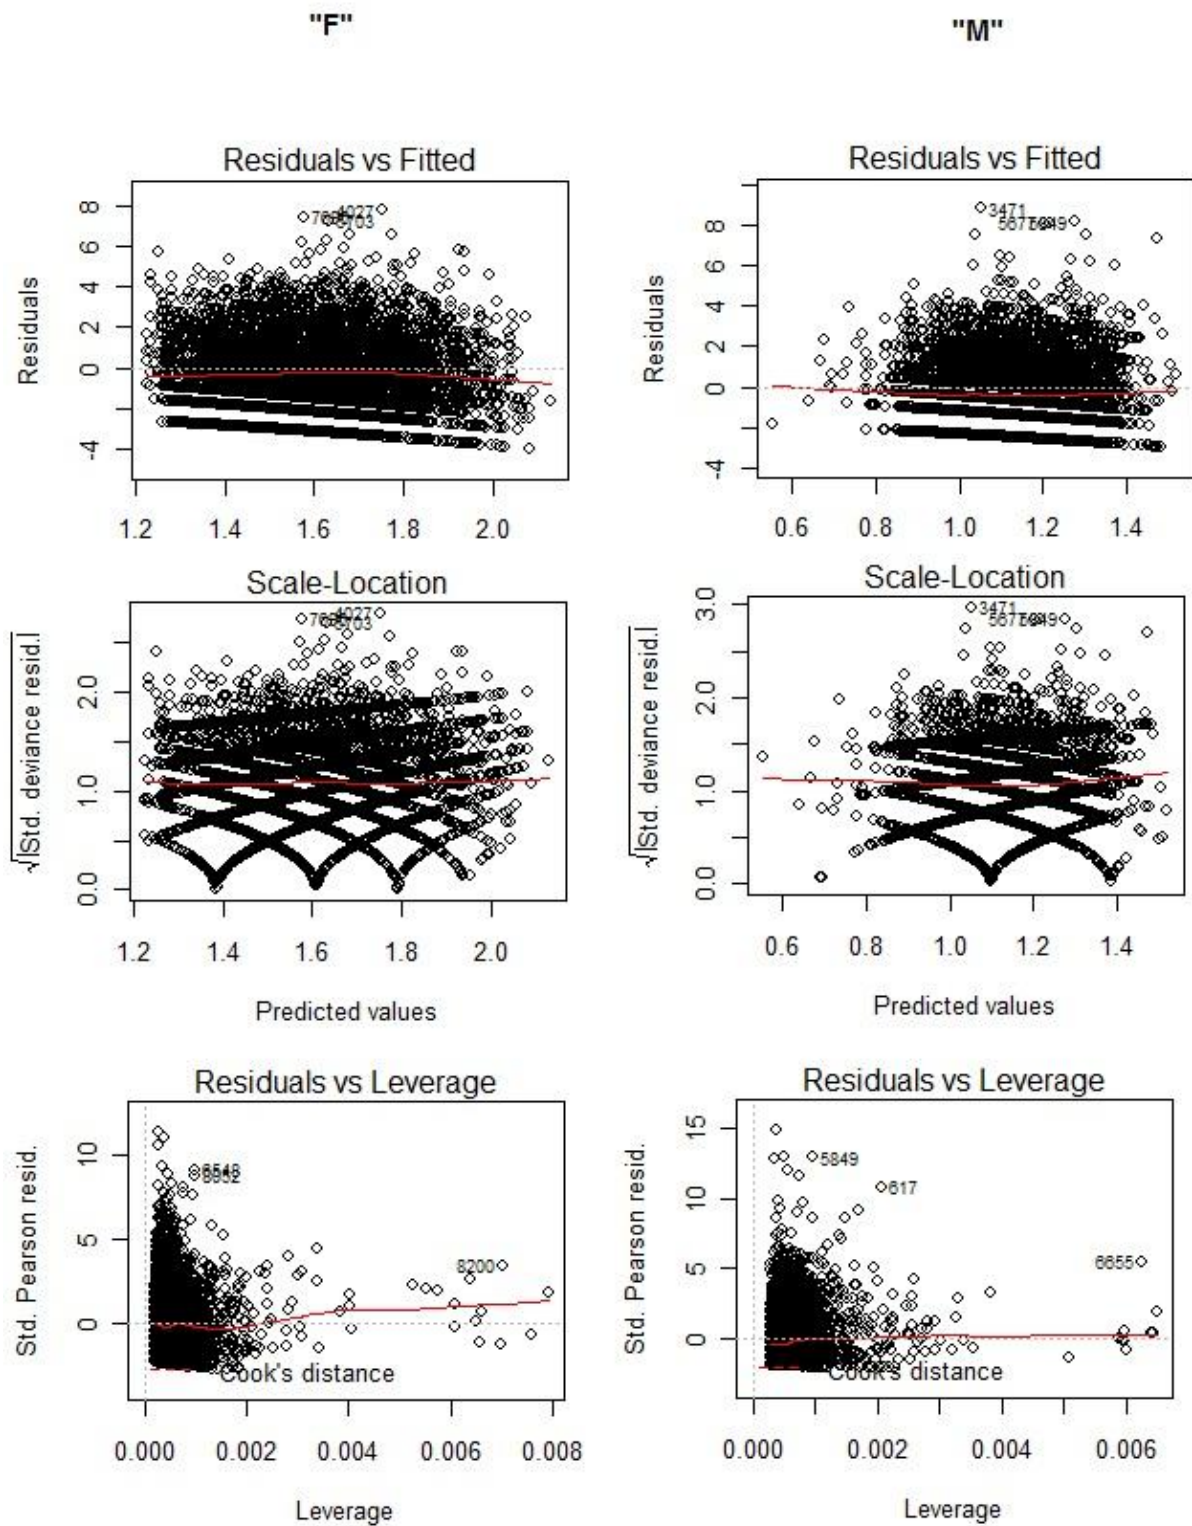 "F"
"M"
Residuals vs Fitted
Residuals
8
6
4
2
0
-4
4027
5703
1.2 1.4 1.6 1.8 2.0
Residuals vs Fitted
Residuals
8
6
4
2
0
-4
3471
5677
0.6 0.8 1.0 1.2 1.4
Scale-Location
√|Std. deviance resid.|
2.0
1.0
0.0
4027
5703
1.2 1.4 1.6 1.8 2.0
Predicted values
Scale-Location
√|Std. deviance resid.|
3.0
2.0
1.0
0.0
3471
5677
0.6 0.8 1.0 1.2 1.4
Predicted values
Residuals vs Leverage
Std. Pearson resid.
10
5
0
6548
8200
Cook's distance
0.000 0.002 0.004 0.006 0.008
Leverage
Residuals vs Leverage
Std. Pearson resid.
15
10
5
0
5849
617
6655
Cook's distance
0.000 0.002 0.004 0.006
Leverage